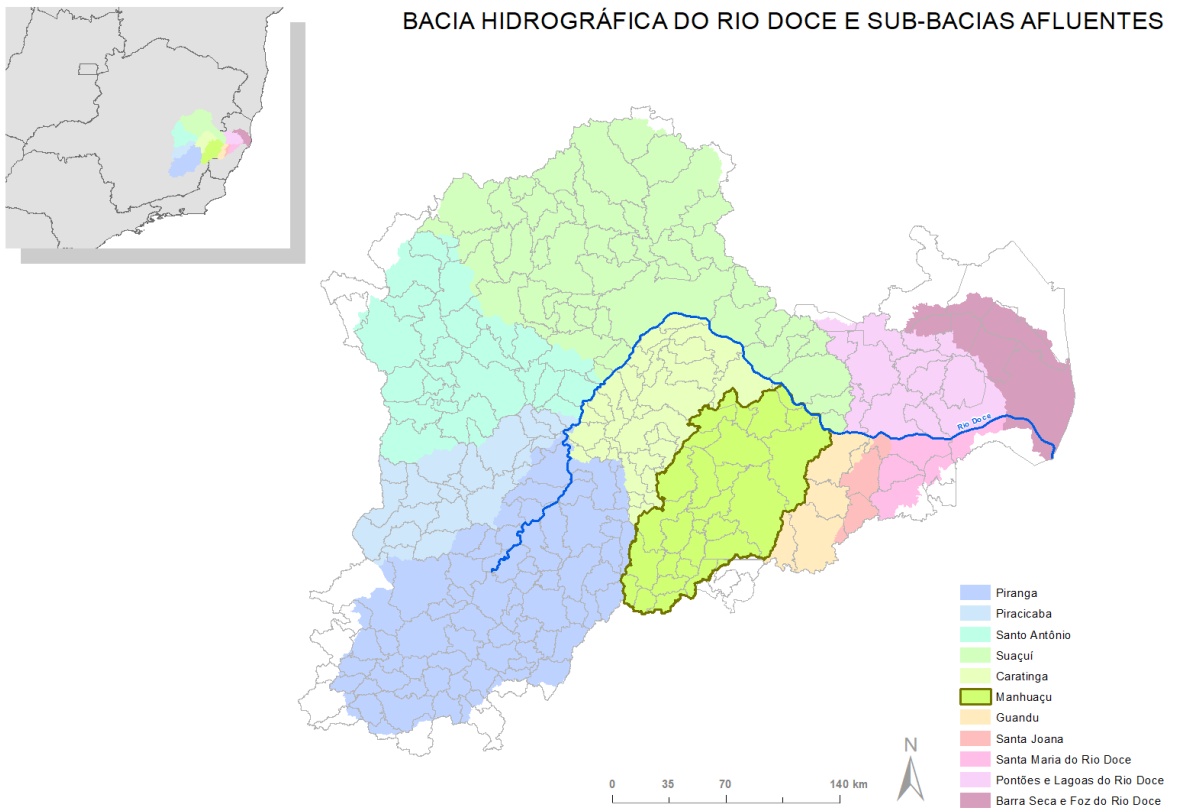 BACIA HIDROGRÁFICA DO RIO DOCE E SUB-BACIAS AFLUENTES
Rio Doce
Piranga
Piracicaba
Santo Antônio
Suaçuí
Caratinga
Manhuaçu
Guandu
Santa Joana
Santa Maria do Rio Doce
Pontões e Lagoas do Rio Doce
Barra Seca e Foz do Rio Doce
N
0 35 70 140 km